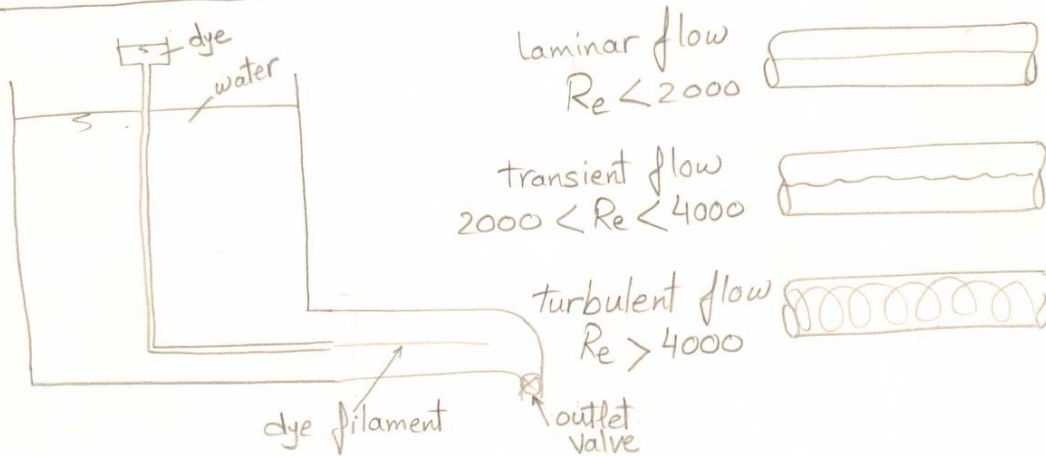 dye
water
dye filament
outlet
valve
laminar flow
Re < 2000
transient flow
2000 < Re < 4000
turbulent flow
Re > 4000